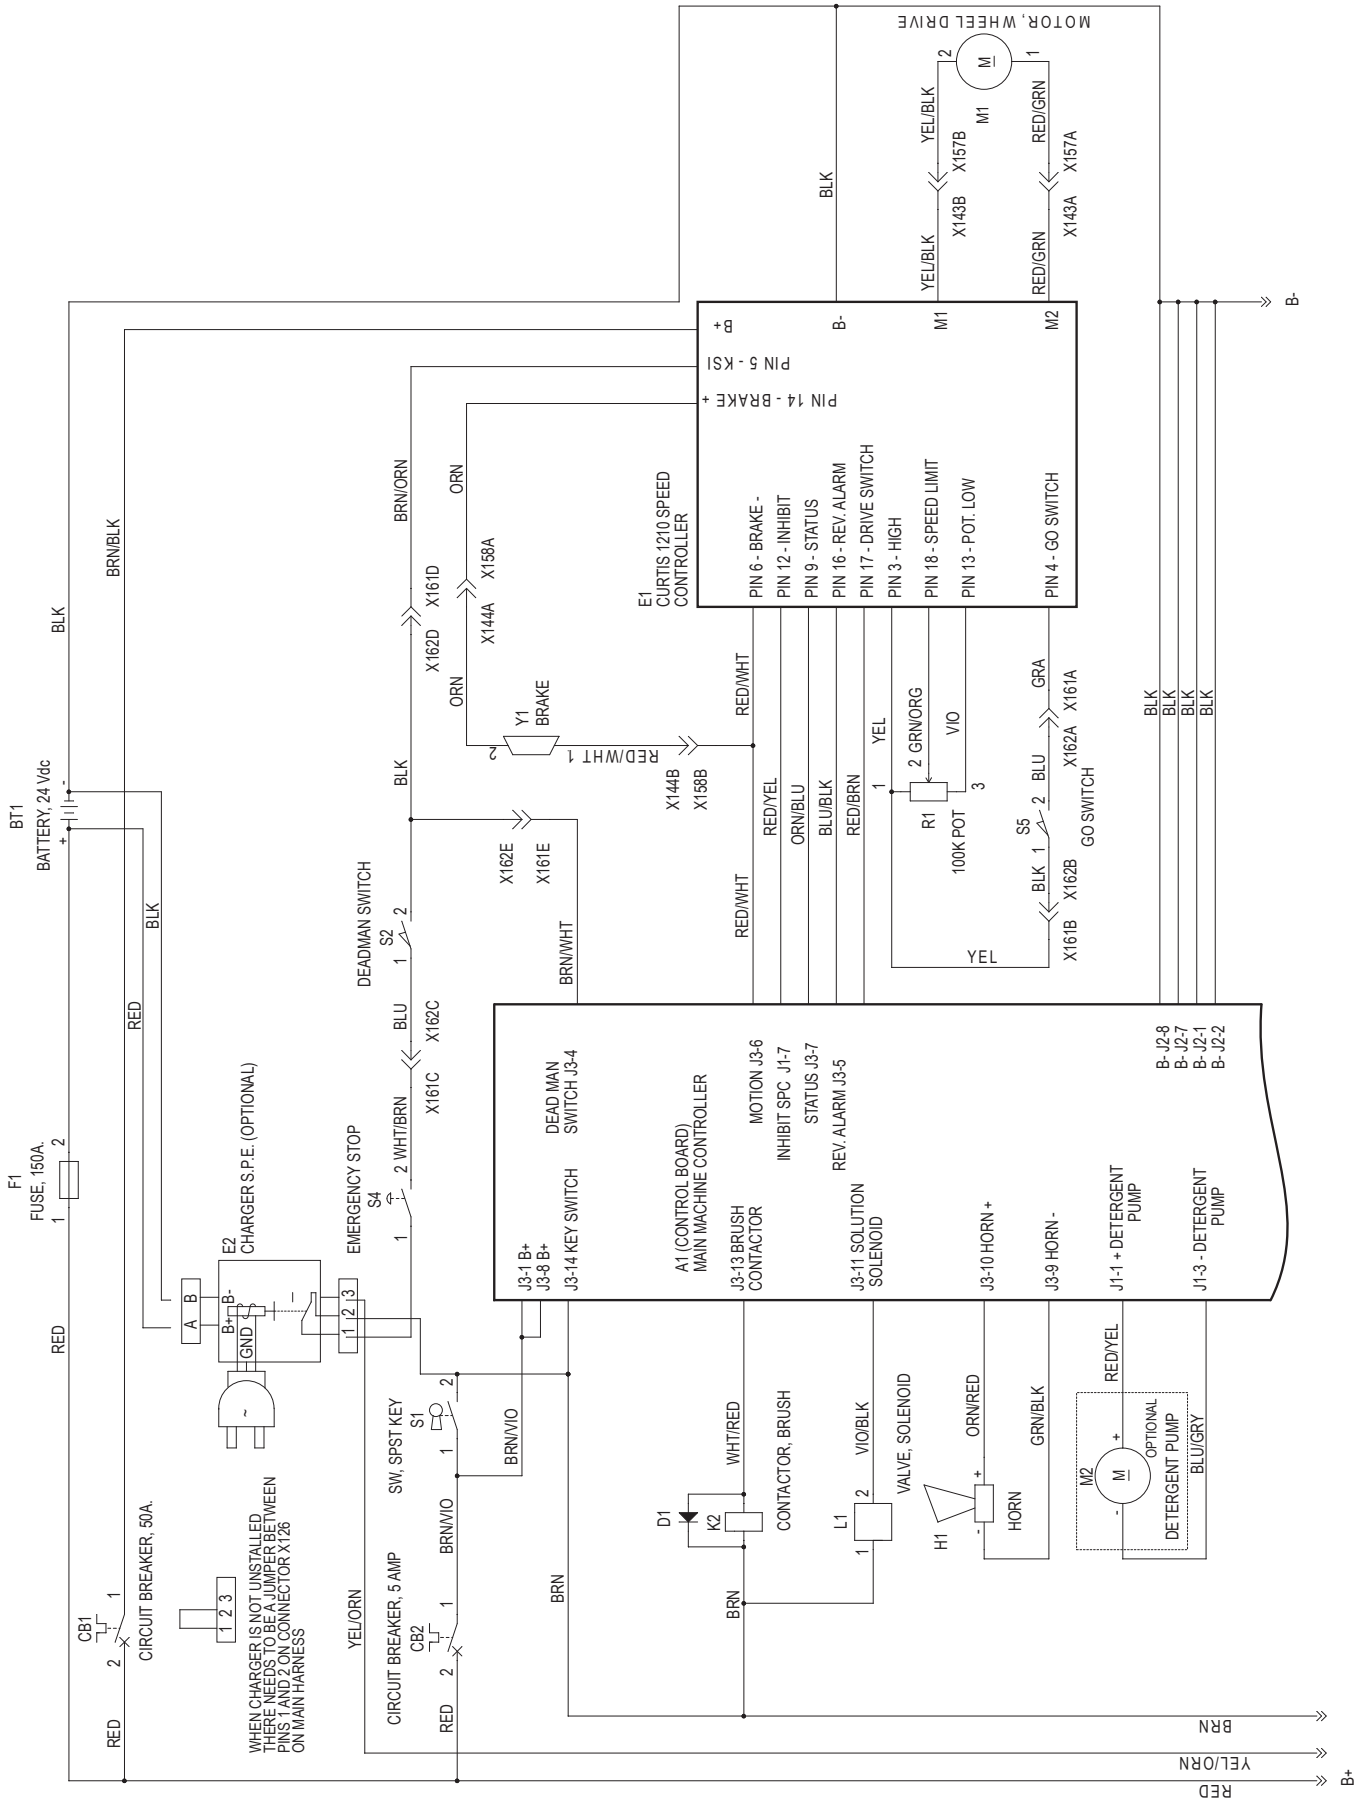 BT1
BATTERY, 24 Vdc
+
-
BLK
F1
FUSE, 150A.
1
2
RED
CB1
2
1
CIRCUIT BREAKER, 50A.
RED
BRN/BLK
RED
BLK
A
B
E2
CHARGER S.P.E. (OPTIONAL)
B+
B-
GND
~
1
2
3
WHEN CHARGER IS NOT UNSTALLED
THERE NEEDS TO BE A JUMPER BETWEEN
PINS 1 AND 2 ON CONNECTOR X126
ON MAIN HARNESS
1 2 3
YEL/ORN
EMERGENCY STOP
S4
1
2
WHT/BRN
X161C
X162C
BLU
DEADMAN SWITCH
S2
1
2
BLK
X162D
X161D
BRN/ORN
X162E
X161E
BRN/WHT
ORN
X144A
X158A
ORN
Y1
BRAKE
2
1
RED/WHT
X144B
X158B
CIRCUIT BREAKER, 5 AMP
CB2
2
1
RED
BRN/VIO
SW, SPST KEY
S1
1
2
BRN/VIO
BRN
E1
CURTIS 1210 SPEED
CONTROLLER
B+
PIN 5 - KSI
PIN 14 - BRAKE +
B-
M1
M2
PIN 6 - BRAKE -
PIN 12 - INHIBIT
PIN 9 - STATUS
PIN 16 - REV. ALARM
PIN 17 - DRIVE SWITCH
PIN 3 - HIGH
PIN 18 - SPEED LIMIT
PIN 13 - POT. LOW
PIN 4 - GO SWITCH
BLK
YEL/BLK
X143B
X157B
YEL/BLK
RED/GRN
X143A
X157A
RED/GRN
M1
M
2
1
MOTOR, WHEEL DRIVE
RED/WHT
RED/WHT
RED/YEL
ORN/BLU
BLU/BLK
RED/BRN
YEL
1
2
GRN/ORG
3
VIO
R1
100K POT
YEL
X161B
X162B
BLK
1
S5
2
BLU
GO SWITCH
X162A
X161A
GRA
J3-1 B+
J3-8 B+
J3-14 KEY SWITCH
DEAD MAN
SWITCH J3-4
A1 (CONTROL BOARD)
MAIN MACHINE CONTROLLER
J3-13 BRUSH
CONTACTOR
MOTION J3-6
INHIBIT SPC J1-7
STATUS J3-7
REV. ALARM J3-5
J3-11 SOLUTION
SOLENOID
J3-10 HORN +
J3-9 HORN -
J1-1 + DETERGENT
PUMP
J1-3 - DETERGENT
PUMP
B- J2-8
B- J2-7
B- J2-1
B- J2-2
BLK
BLK
BLK
BLK
B-
D1
K2
WHT/RED
CONTACTOR, BRUSH
BRN
L1
1
2
VIO/BLK
VALVE, SOLENOID
H1
-
+
HORN
ORN/RED
GRN/BLK
M2
M
-
+
OPTIONAL
DETERGENT PUMP
RED/YEL
BLU/GRY
BRN
YEL/ORN
RED
B+